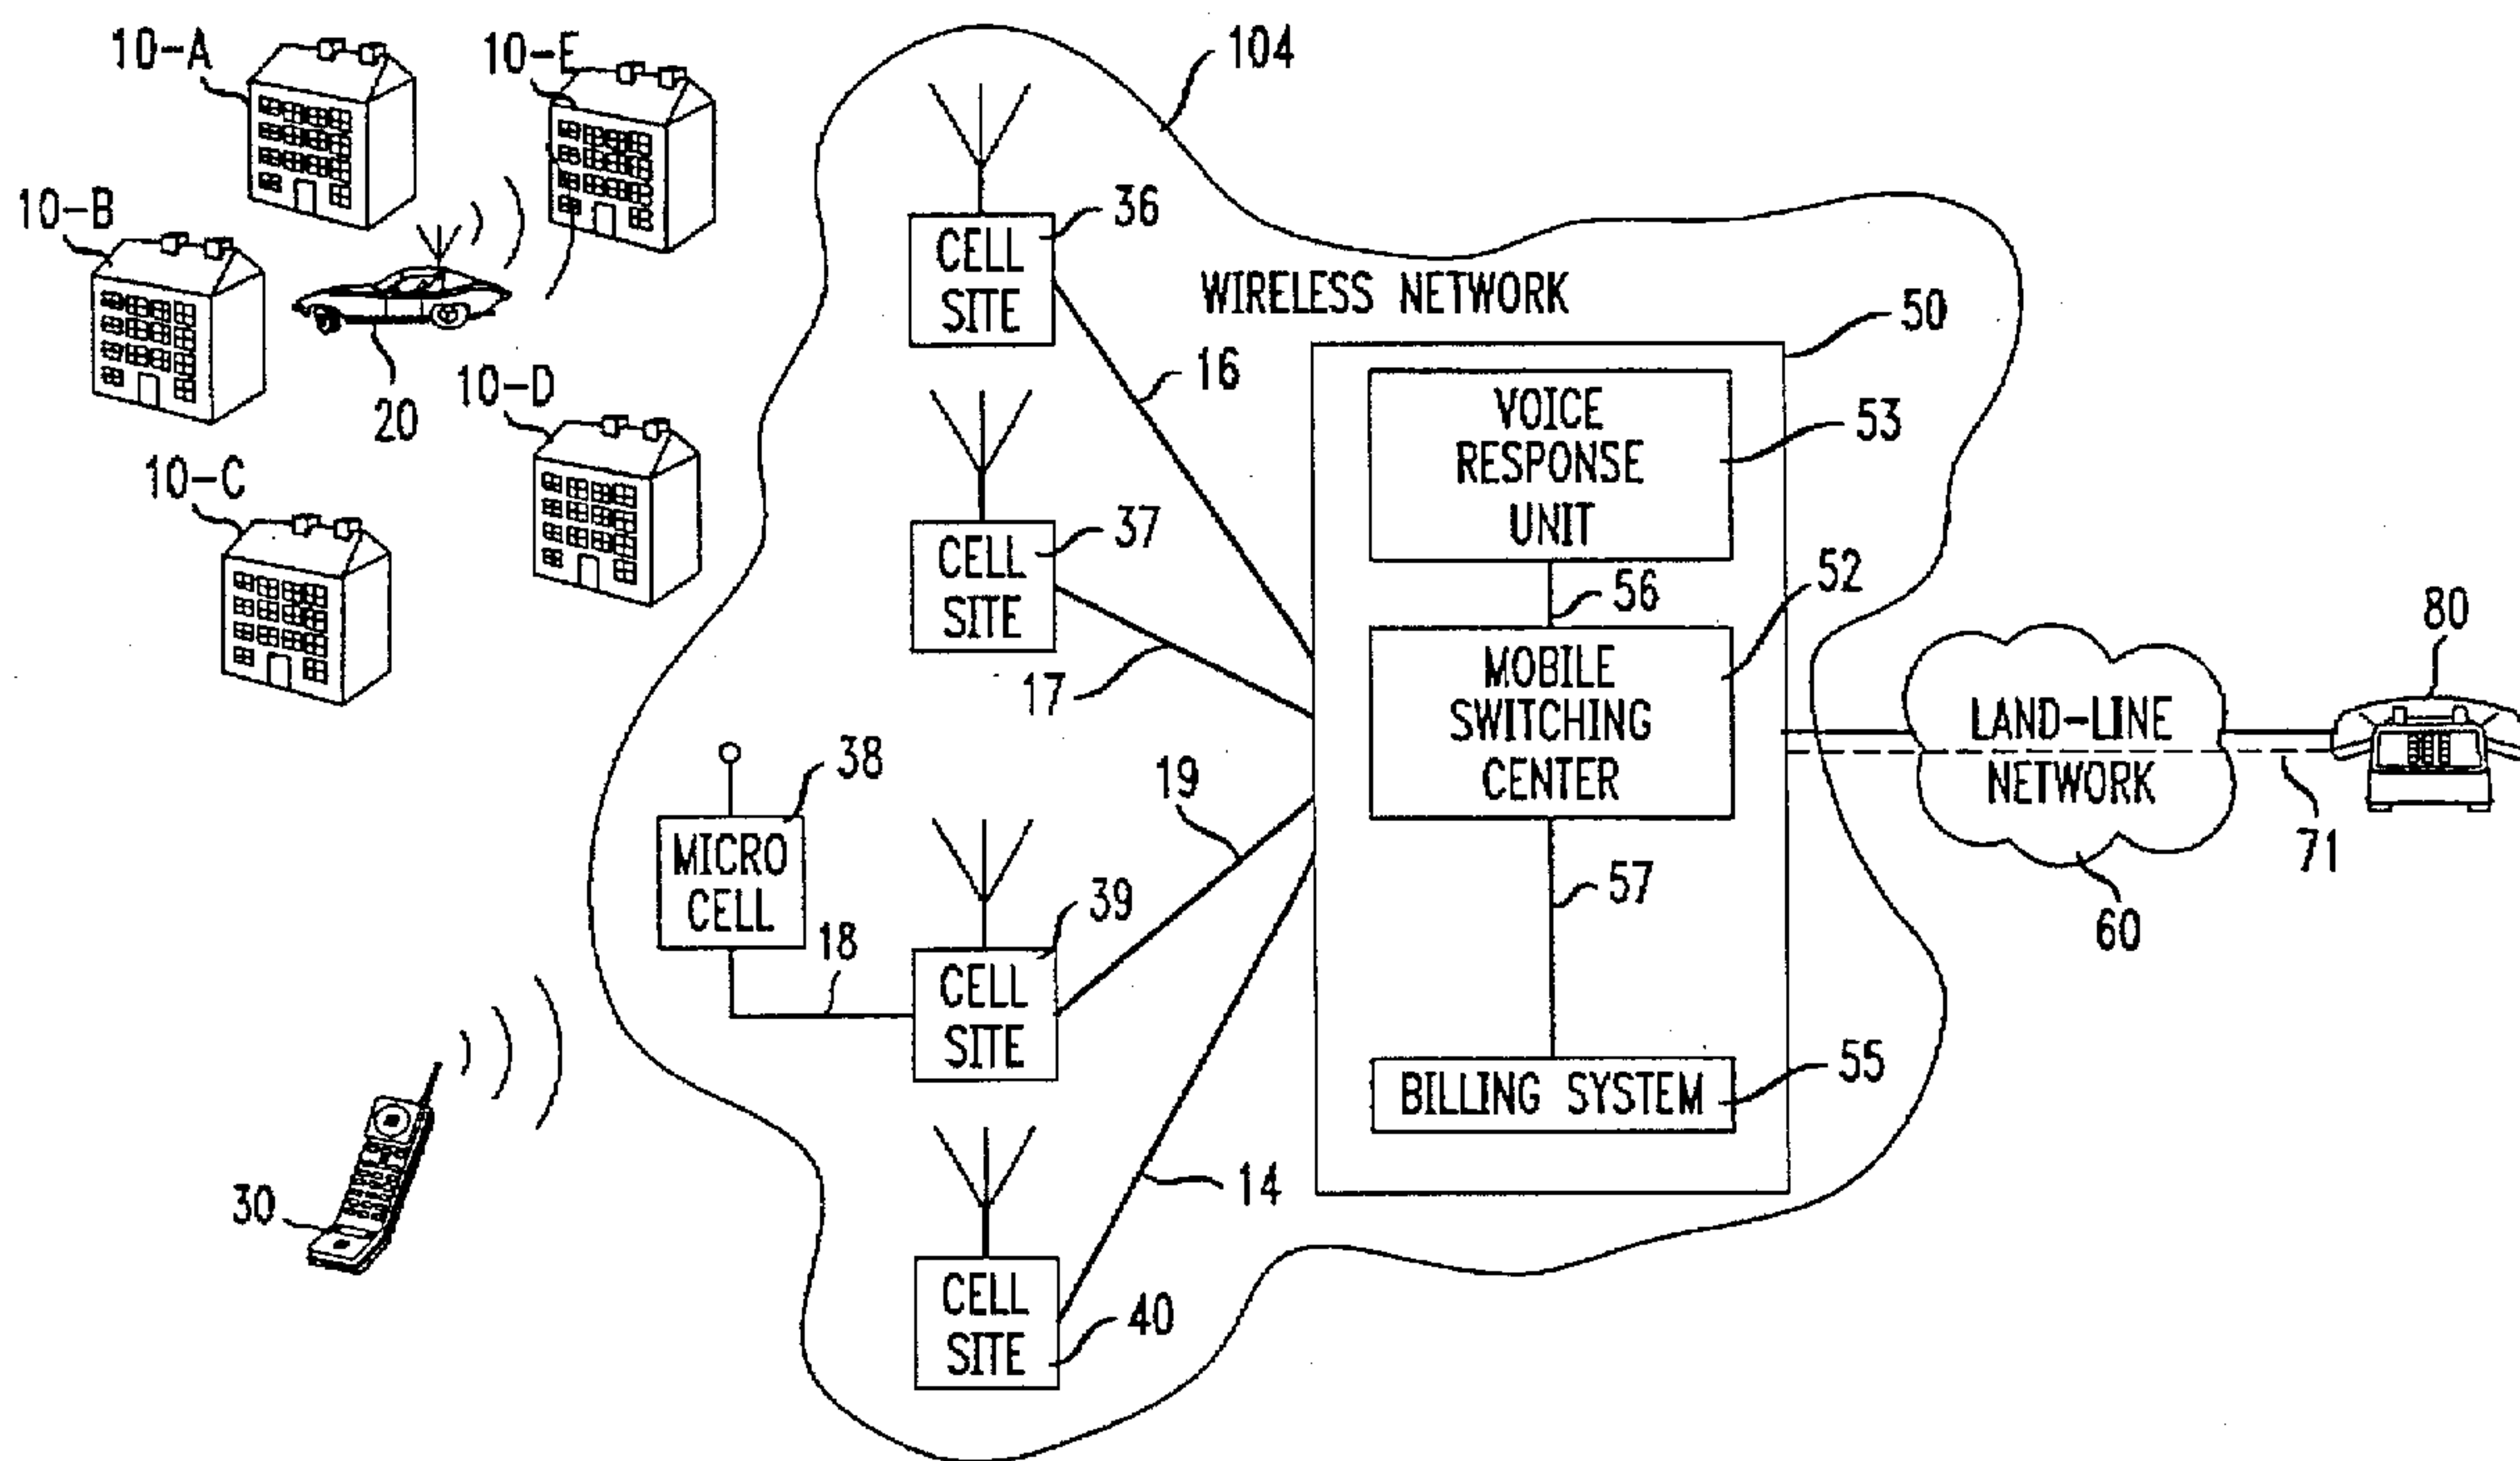 10-A
10-E
104
10-B
36
CELL
SITE
WIRELESS NETWORK
50
16
20
10-D
VOICE
RESPONSE
UNIT
53
10-C
37
CELL
SITE
56
52
80
17
MOBILE
SWITCHING
CENTER
LAND-LINE
NETWORK
38
19
71
MICRO
CELL
57
39
60
18
CELL
SITE
55
BILLING SYSTEM
30
14
CELL
SITE
40